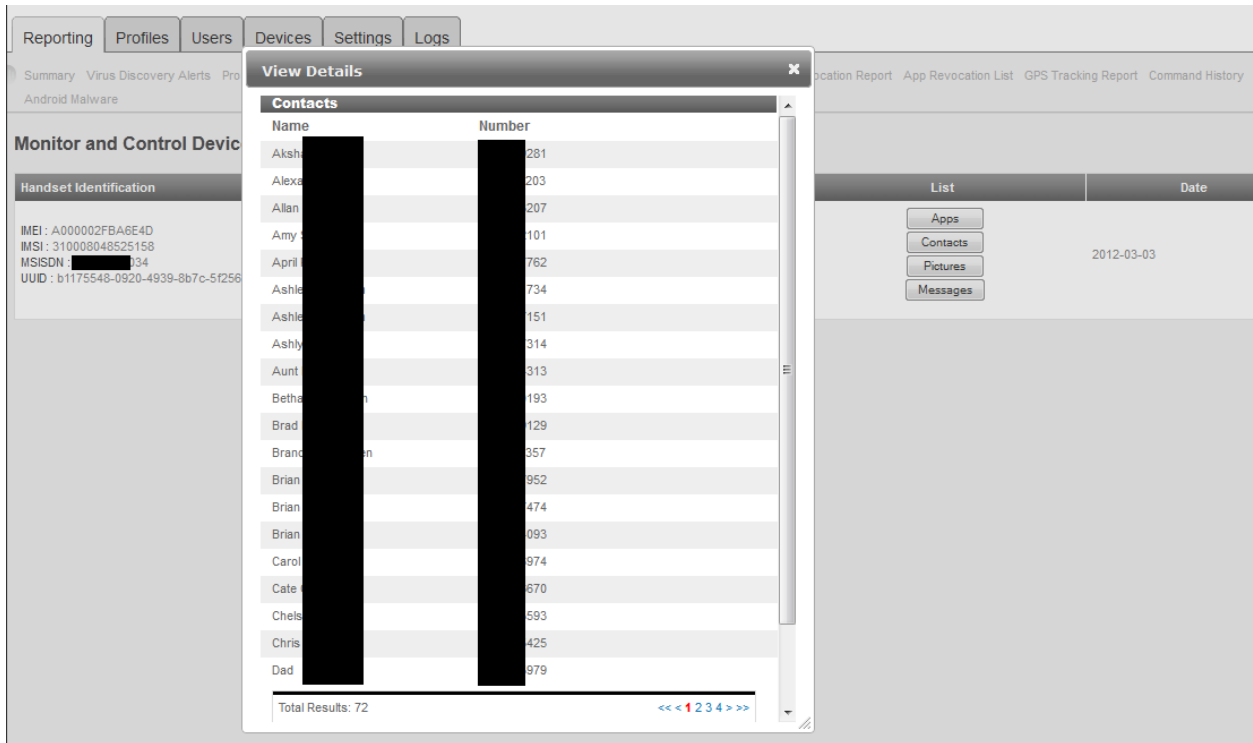 Reporting Profiles Users Devices Settings Logs
Summary Virus Discovery Alerts Pro
ocation Report App Revocation List GPS Tracking Report Command History
Android Malware
Monitor and Control Devic
Handset Identification List Date
IMEI : A000002FBA6E4D
IMSI : 310008048525158
MSISDN : 034
UUID : b1175548-0920-4939-8b7c-5f256
Apps
Contacts
Pictures
Messages
2012-03-03
View Details
Contacts
Name Number
Aksha 281
Alexa 203
Allan 207
Amy 101
April 762
Ashle 734
Ashle 151
Ashly 314
Aunt 313
Betha n 193
Brad 129
Brand en 357
Brian 952
Brian 474
Brian 093
Carol 974
Cate 670
Chels 593
Chris 425
Dad 979
Total Results: 72 << < 1 2 3 4 > >>